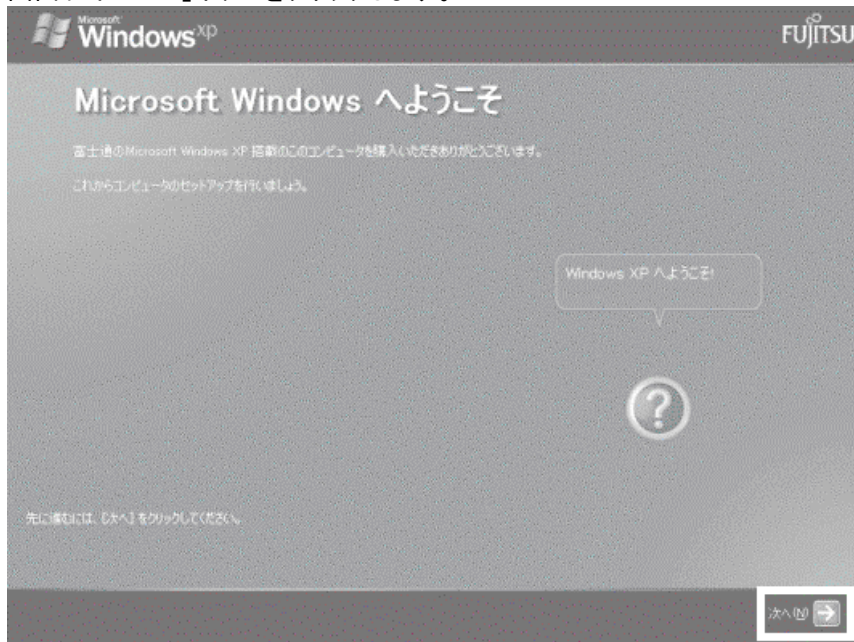 Microsoft
Windows xp
FUJITSU
Microsoft Windows へようこそ
富士通のMicrosoft Windows XP 搭載のこのコンピュータを購入いただきありがとうございます。
これからコンピュータのセットアップを行いましょう。
Windows XP へようこそ!
先に進むには、[次へ] をクリックしてください。
次へ(N)